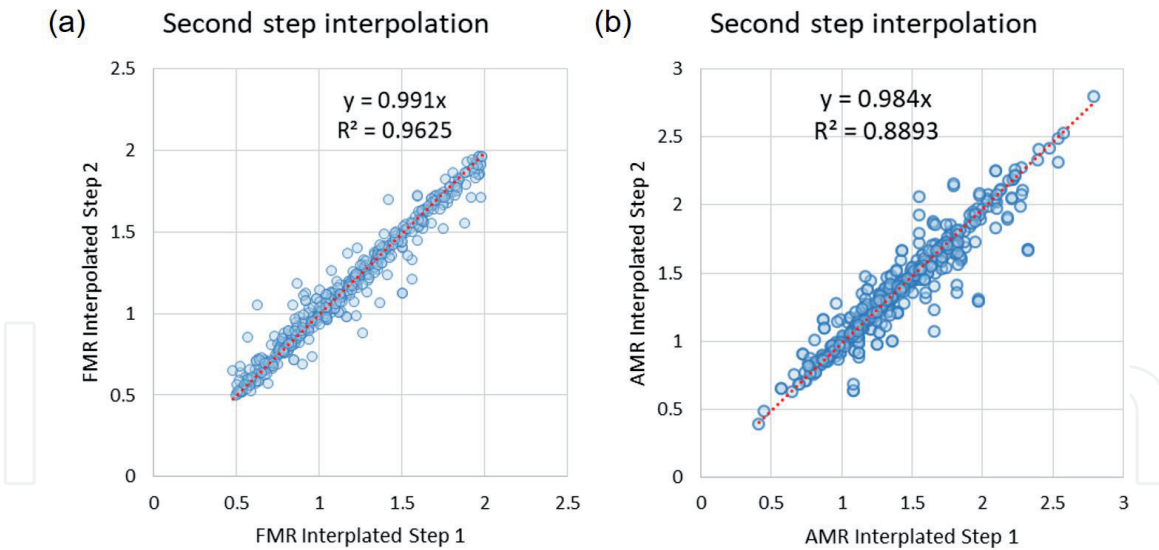 (a) Second step interpolation
2.5
2
1.5
1
0.5
0
0 0.5 1 1.5 2 2.5
FMR Interpolated Step 2
FMR Interplated Step 1
y = 0.991x
R² = 0.9625
(b) Second step interpolation
3
2.5
2
1.5
1
0.5
0
0 0.5 1 1.5 2 2.5 3
AMR Interpolated Step 2
AMR Interplated Step 1
y = 0.984x
R² = 0.8893